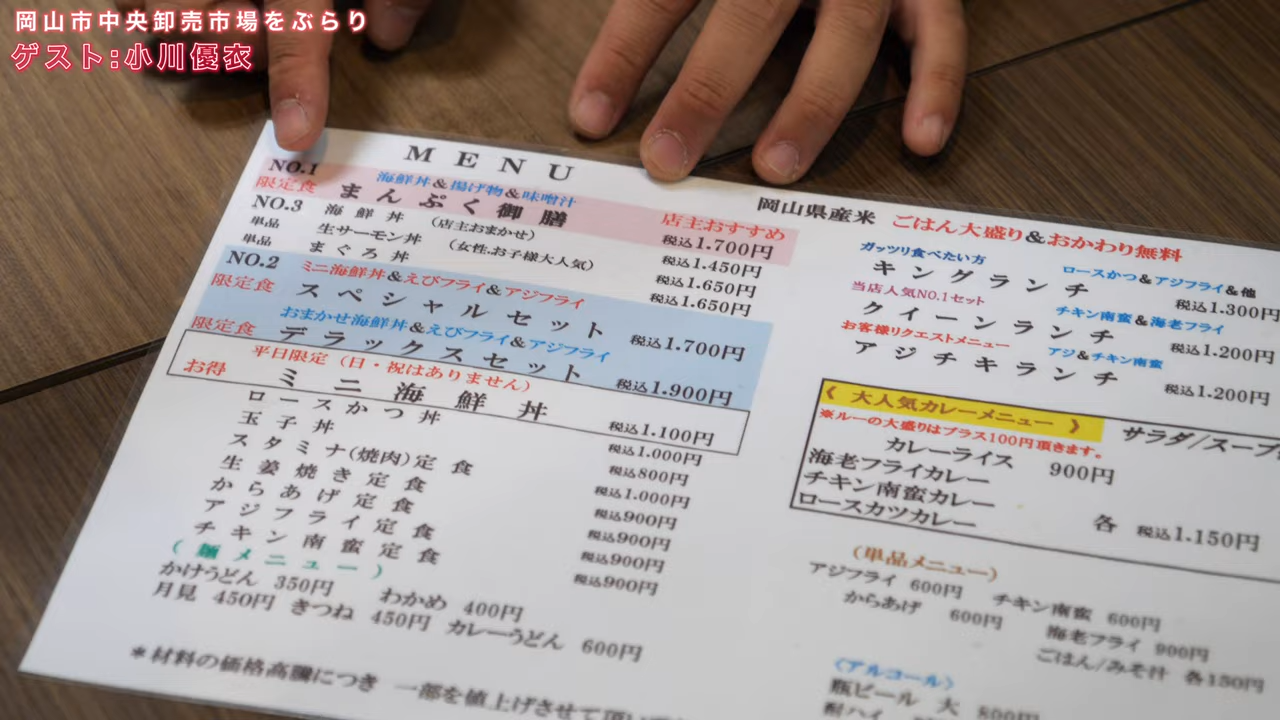 岡山市中央卸売市場をぶらり
ゲスト:小川優衣
MENU
NO.1 海鮮丼&揚げ物&味噌汁
限定食 まんぷく御膳 店主おすすめ 税込1.700円
NO.3 海鮮丼 (店主おまかせ) 税込1.450円
単品 生サーモン丼 (女性.お子様大人気) 税込1.650円
単品 まぐろ丼 税込1.650円
NO.2 ミニ海鮮丼&えびフライ&アジフライ
限定食 スペシャルセット 税込1.700円
おまかせ海鮮丼&えびフライ&アジフライ
限定食 デラックスセット 税込1.900円
平日限定(日・祝はありません)
お得 ミニ海鮮丼 税込1.100円
ロースかつ丼 税込1.000円
玉子丼 税込800円
スタミナ(焼肉)定食 税込1.000円
生姜焼き定食 税込900円
からあげ定食 税込900円
アジフライ定食 税込900円
チキン南蛮定食 税込900円
(麺メニュー)
かけうどん 350円 わかめ 400円
月見 450円 きつね 450円 カレーうどん 600円
*材料の価格高騰につき 一部を値上げさせて頂いて
岡山県産米 ごはん大盛り&おかわり無料
ガッツリ食べたい方 ロースかつ&アジフライ&他
キングランチ 税込1.300円
当店人気NO.1セット チキン南蛮&海老フライ
クイーンランチ 税込1.200円
お客様リクエストメニュー アジ&チキン南蛮
アジチキランチ 税込1.200円
《 大人気カレーメニュー 》 サラダ/スープ
※ルーの大盛りはプラス100円頂きます。
カレーライス 900円
海老フライカレー
チキン南蛮カレー
ロースカツカレー 各 税込1.150円
(単品メニュー)
アジフライ 600円 チキン南蛮 600円
からあげ 600円 海老フライ 900円
ごはん/みそ汁 各150円
《アルコール》
瓶ビール 大 800円
酎ハイ